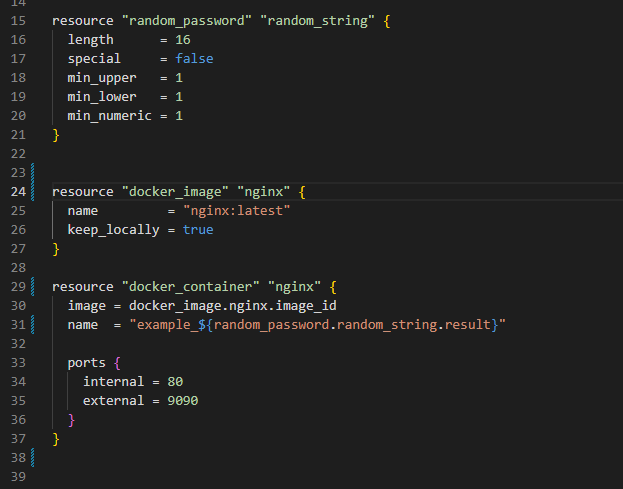 14
15 resource "random_password" "random_string" {
16   length      = 16
17   special     = false
18   min_upper   = 1
19   min_lower   = 1
20   min_numeric = 1
21 }
22
23
24 resource "docker_image" "nginx" {
25   name         = "nginx:latest"
26   keep_locally = true
27 }
28
29 resource "docker_container" "nginx" {
30   image = docker_image.nginx.image_id
31   name  = "example_${random_password.random_string.result}"
32
33   ports {
34     internal = 80
35     external = 9090
36   }
37 }
38
39